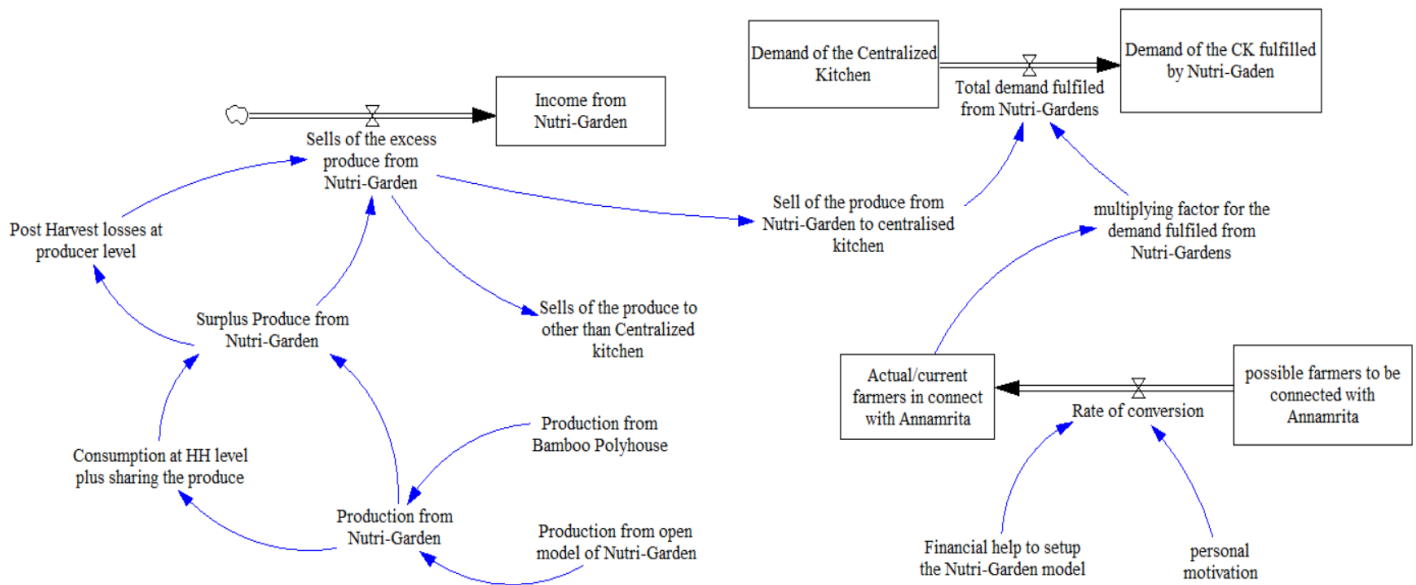 Demand of the Centralized
Kitchen
Demand of the CK fulfilled
by Nutri-Gaden
Total demand fulfiled
from Nutri-Gardens
Income from
Nutri-Garden
Sells of the excess
produce from
Nutri-Garden
Post Harvest losses at
producer level
Sell of the produce from
Nutri-Garden to centralised
kitchen
multiplying factor for the
demand fulfiled from
Nutri-Gardens
Surplus Produce from
Nutri-Garden
Sells of the produce to
other than Centralized
kitchen
Actual/current
farmers in connect
with Annamrita
Rate of conversion
possible farmers to be
connected with
Annamrita
Consumption at HH level
plus sharing the produce
Production from
Bamboo Polyhouse
Production from
Nutri-Garden
Production from open
model of Nutri-Garden
Financial help to setup
the Nutri-Garden model
personal
motivation